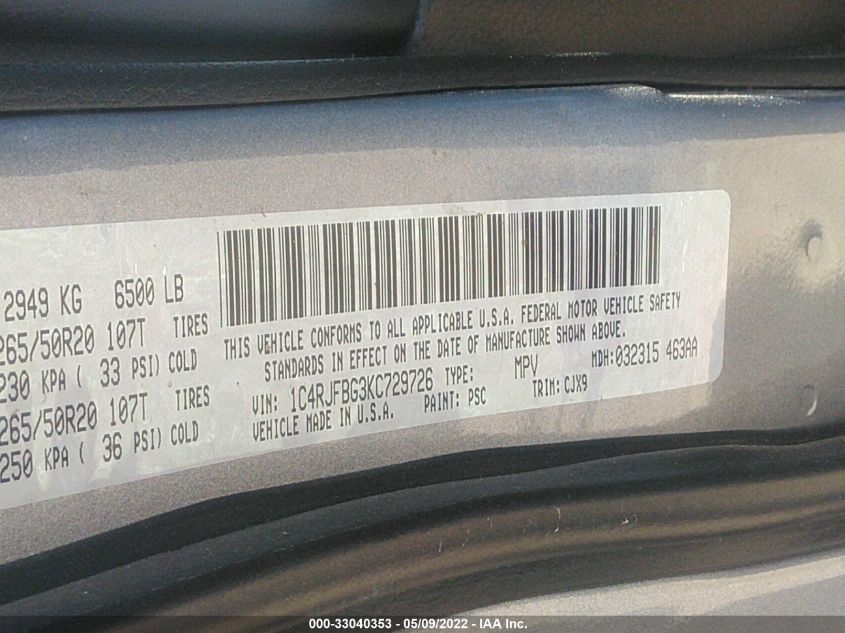 2949 KG 6500 LB
265/50R20 107T TIRES
230 KPA ( 33 PSI) COLD
265/50R20 107T TIRES
250 KPA ( 36 PSI) COLD
THIS VEHICLE CONFORMS TO ALL APPLICABLE U.S.A. FEDERAL MOTOR VEHICLE SAFETY
STANDARDS IN EFFECT ON THE DATE OF MANUFACTURE SHOWN ABOVE.
VIN: 1C4RJFBG3KC729726 TYPE: MPV MDH: 032315 463AA
VEHICLE MADE IN U.S.A. PAINT: PSC TRIM: CJX9
000-33040353 - 05/09/2022 - IAA Inc.